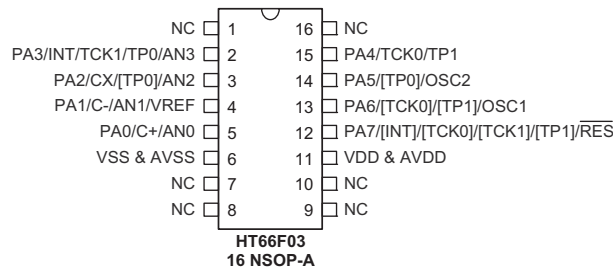 NC 1 16 NC
PA3/INT/TCK1/TP0/AN3 2 15 PA4/TCK0/TP1
PA2/CX/[TP0]/AN2 3 14 PA5/[TP0]/OSC2
PA1/C-/AN1/VREF 4 13 PA6/[TCK0]/[TP1]/OSC1
PA0/C+/AN0 5 12 PA7/[INT]/[TCK0]/[TCK1]/[TP1]/RES
VSS & AVSS 6 11 VDD & AVDD
NC 7 10 NC
NC 8 9 NC
HT66F03
16 NSOP-A